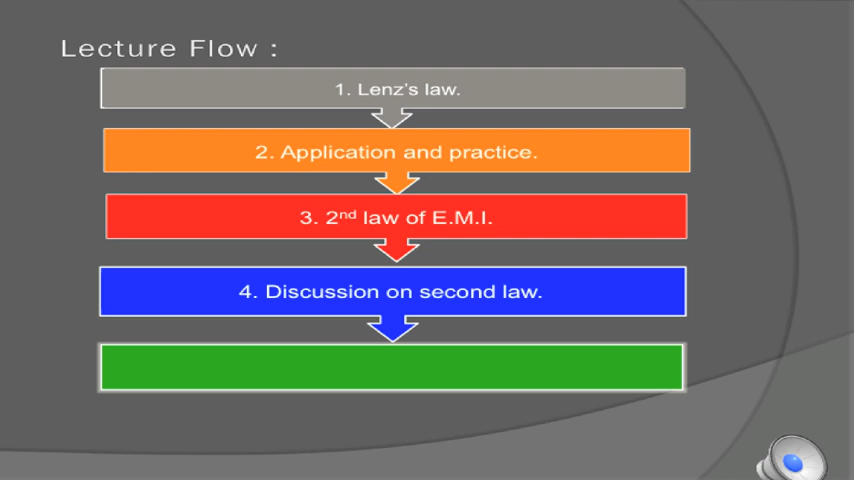 Lecture Flow :
1. Lenz's law.
2. Application and practice.
3. 2nd law of E.M.I.
4. Discussion on second law.